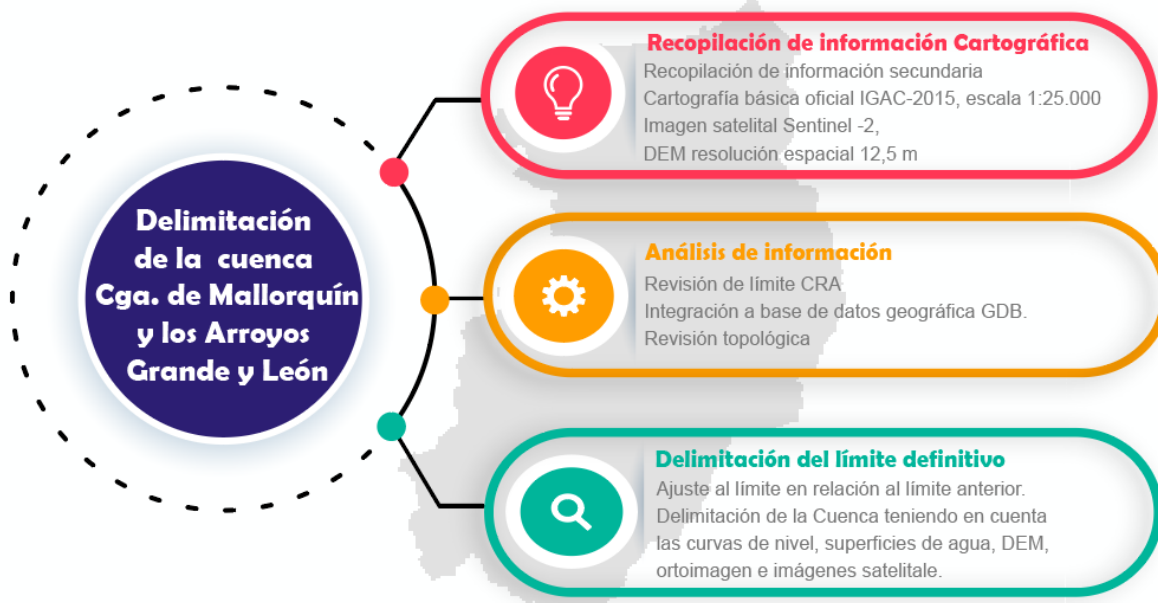 Delimitación
de la cuenca
Cga. de Mallorquín
y los Arroyos
Grande y León
Recopilación de información Cartográfica
Recopilación de información secundaria
Cartografía básica oficial IGAC-2015, escala 1:25.000
Imagen satelital Sentinel -2,
DEM resolución espacial 12,5 m
Análisis de información
Revisión de límite CRA
Integración a base de datos geográfica GDB.
Revisión topológica
Delimitación del límite definitivo
Ajuste al límite en relación al límite anterior.
Delimitación de la Cuenca teniendo en cuenta
las curvas de nivel, superficies de agua, DEM,
ortoimagen e imágenes satelitale.